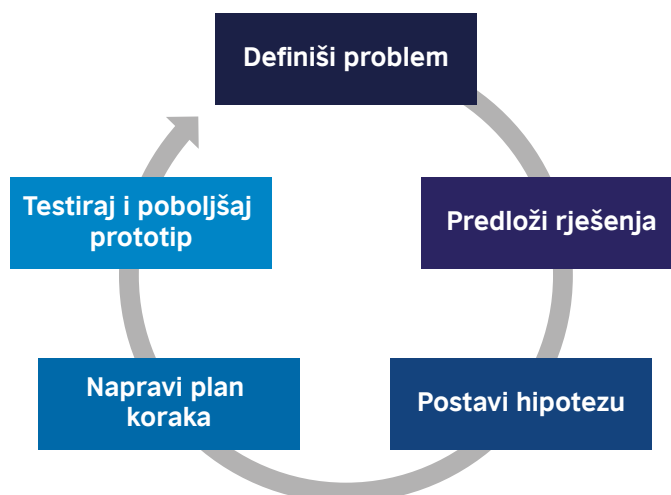 Definiši problem
Predloži rješenja
Postavi hipotezu
Napravi plan
koraka
Testiraj i poboljšaj
prototip